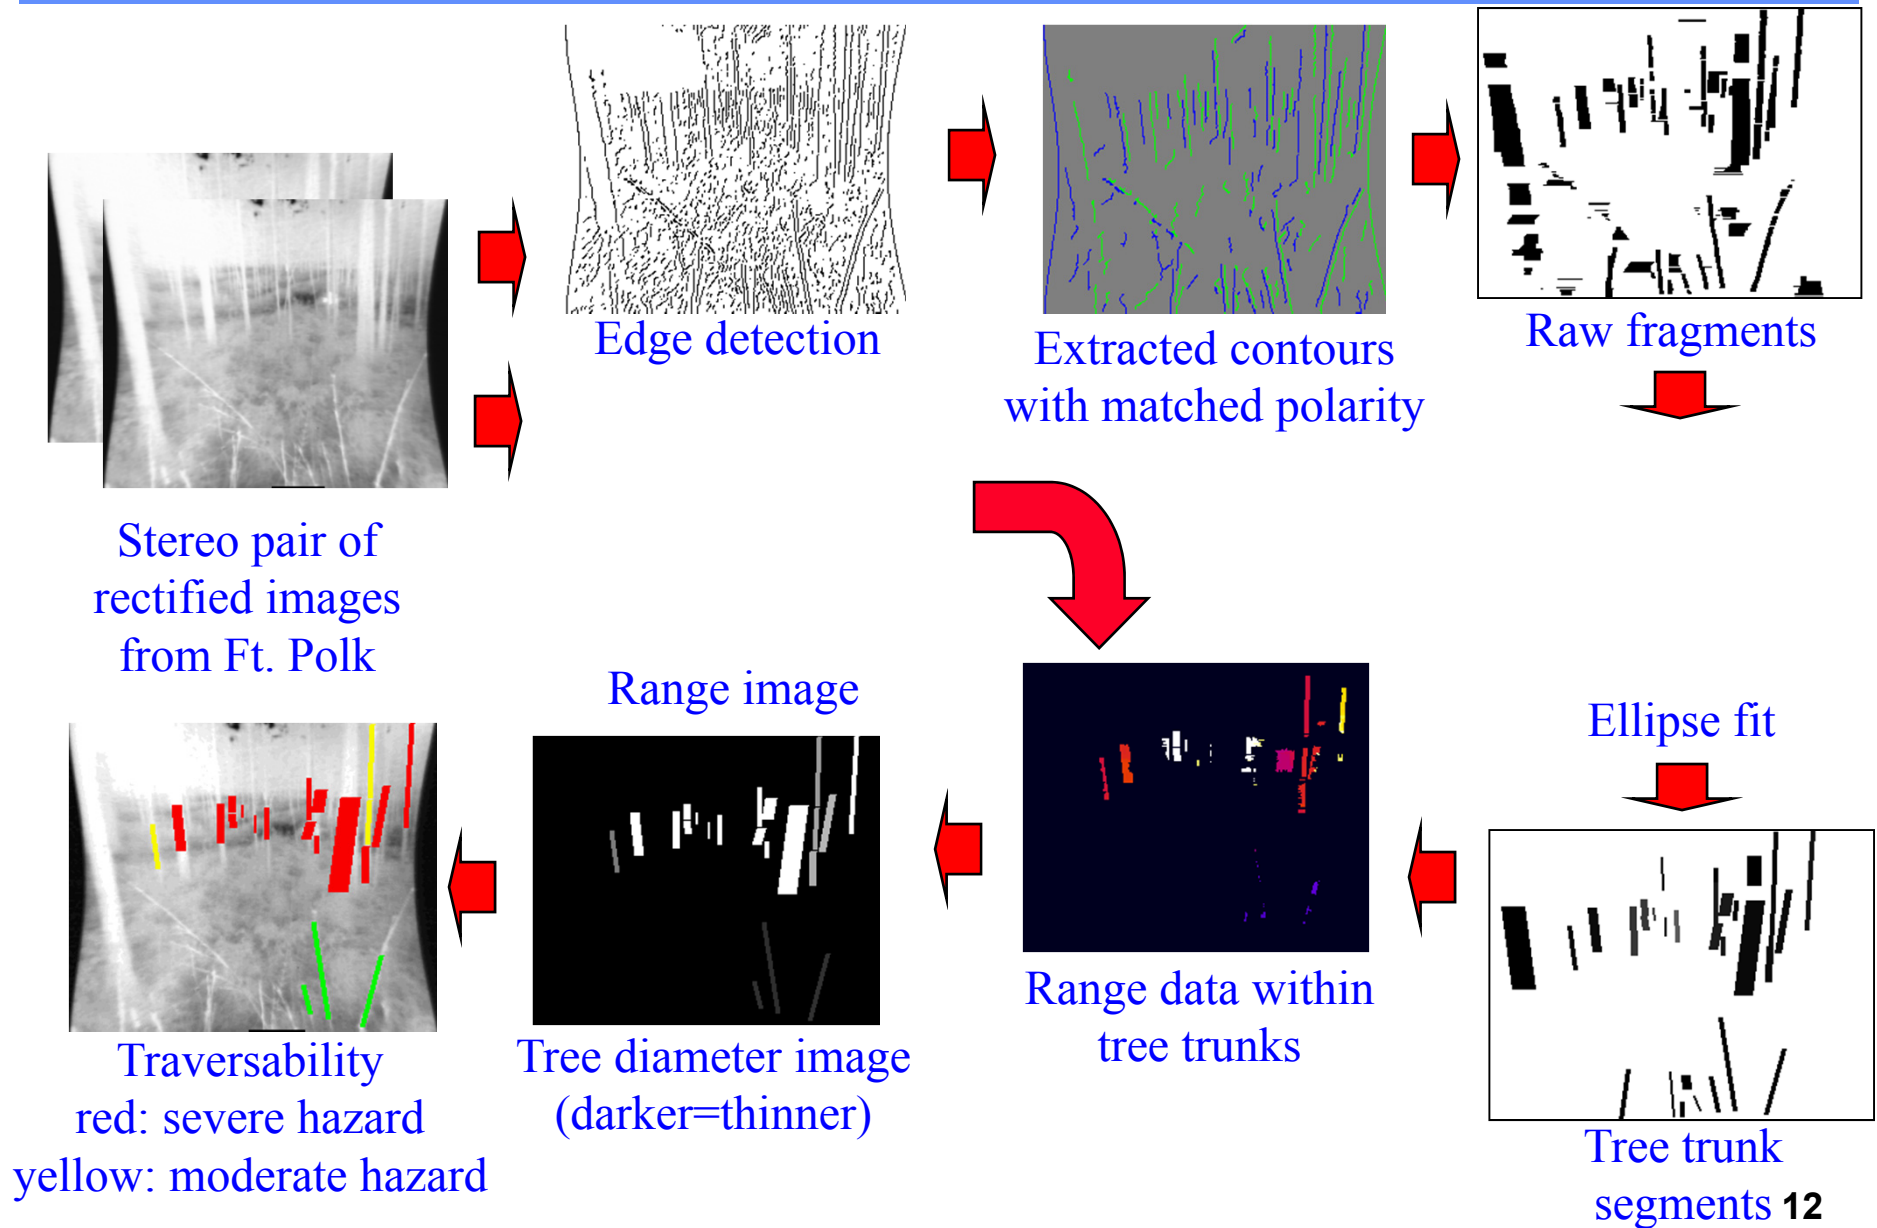 Edge detection
Extracted contours
with matched polarity
Raw fragments
Stereo pair of
rectified images
from Ft. Polk
Range image
Ellipse fit
Traversability
red: severe hazard
yellow: moderate hazard
Tree diameter image
(darker=thinner)
Range data within
tree trunks
Tree trunk
segments
12